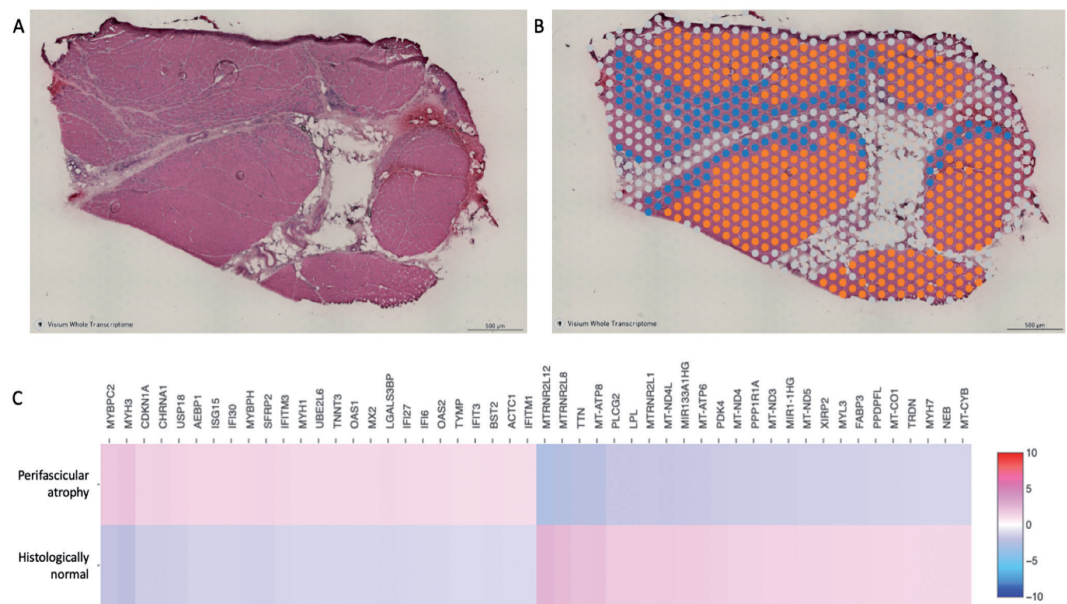 A
B
Visium Whole Transcriptome
500 µm
Visium Whole Transcriptome
500 µm
C
MYBPC2
MYH3
CDKN1A
CHRNA1
USP18
AEBP1
ISG15
IFI30
MYBPH
SFRP2
IFITM3
MYH1
UBE2L6
TNNT3
OAS1
MX2
LGALS3BP
IFI27
IFI6
OAS2
TYMP
IFIT3
BST2
ACTC1
IFITM1
MTRNR2L12
MTRNR2L8
TTN
MT-ATP8
PLCG2
LPL
MTRNR2L1
MT-ND4L
MIR133A1HG
MT-ATP6
PDK4
MT-ND4
PPP1R1A
MT-ND3
MIR1-1HG
MT-ND5
XIRP2
MYL3
FABP3
PPDPFL
MT-CO1
TRDN
MYH7
NEB
MT-CYB
Perifascicular
atrophy
Histologically
normal
10
5
0
−5
−10